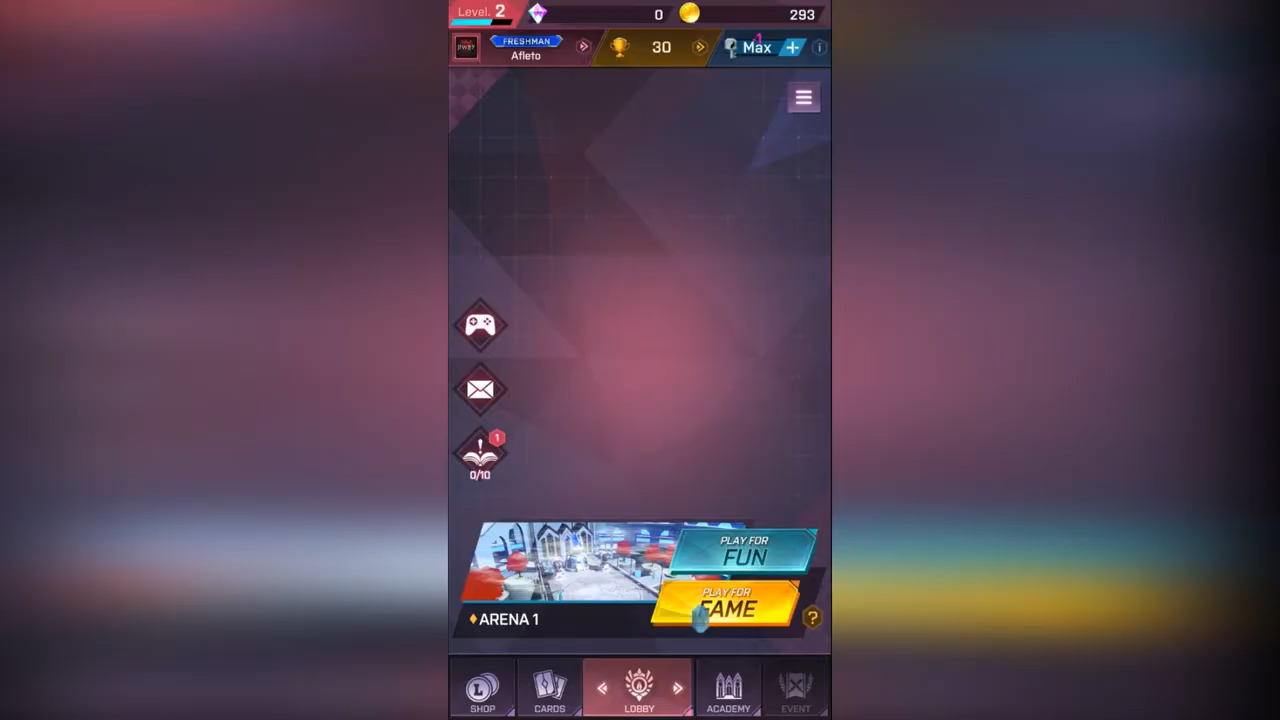 Level. 2
0
293
FRESHMAN
Afleto
30
-1
Max
1
0/10
PLAY FOR
FUN
PLAY FOR
FAME
ARENA 1
?
SHOP
CARDS
LOBBY
ACADEMY
EVENT